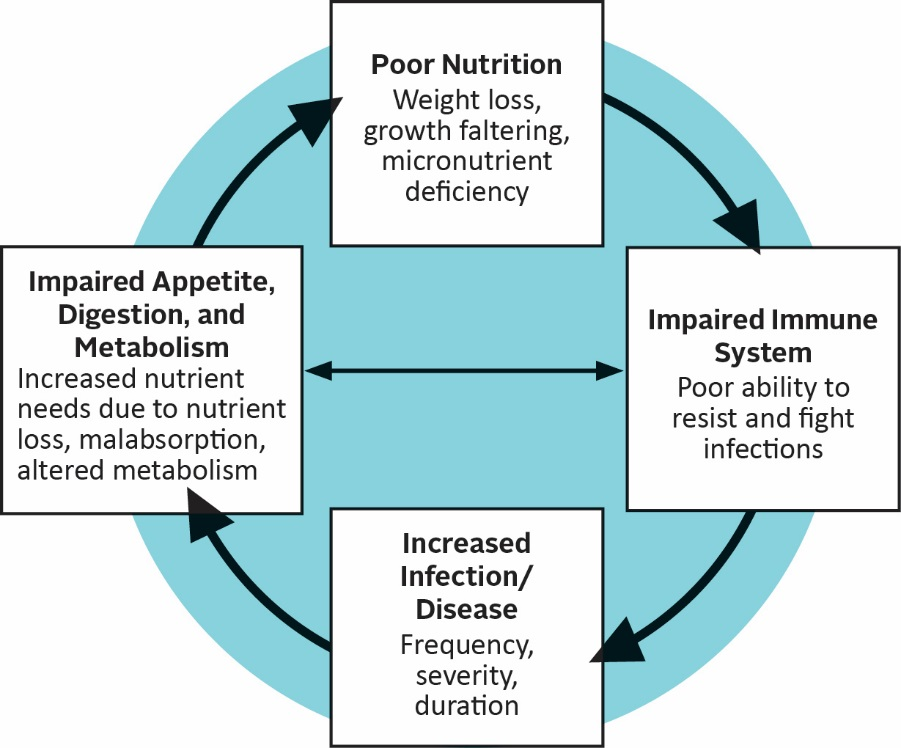 Poor Nutrition
Weight loss,
growth faltering,
micronutrient
deficiency
Impaired Appetite,
Digestion, and
Metabolism
Increased nutrient
needs due to nutrient
loss, malabsorption,
altered metabolism
Impaired Immune
System
Poor ability to
resist and fight
infections
Increased
Infection/
Disease
Frequency,
severity,
duration